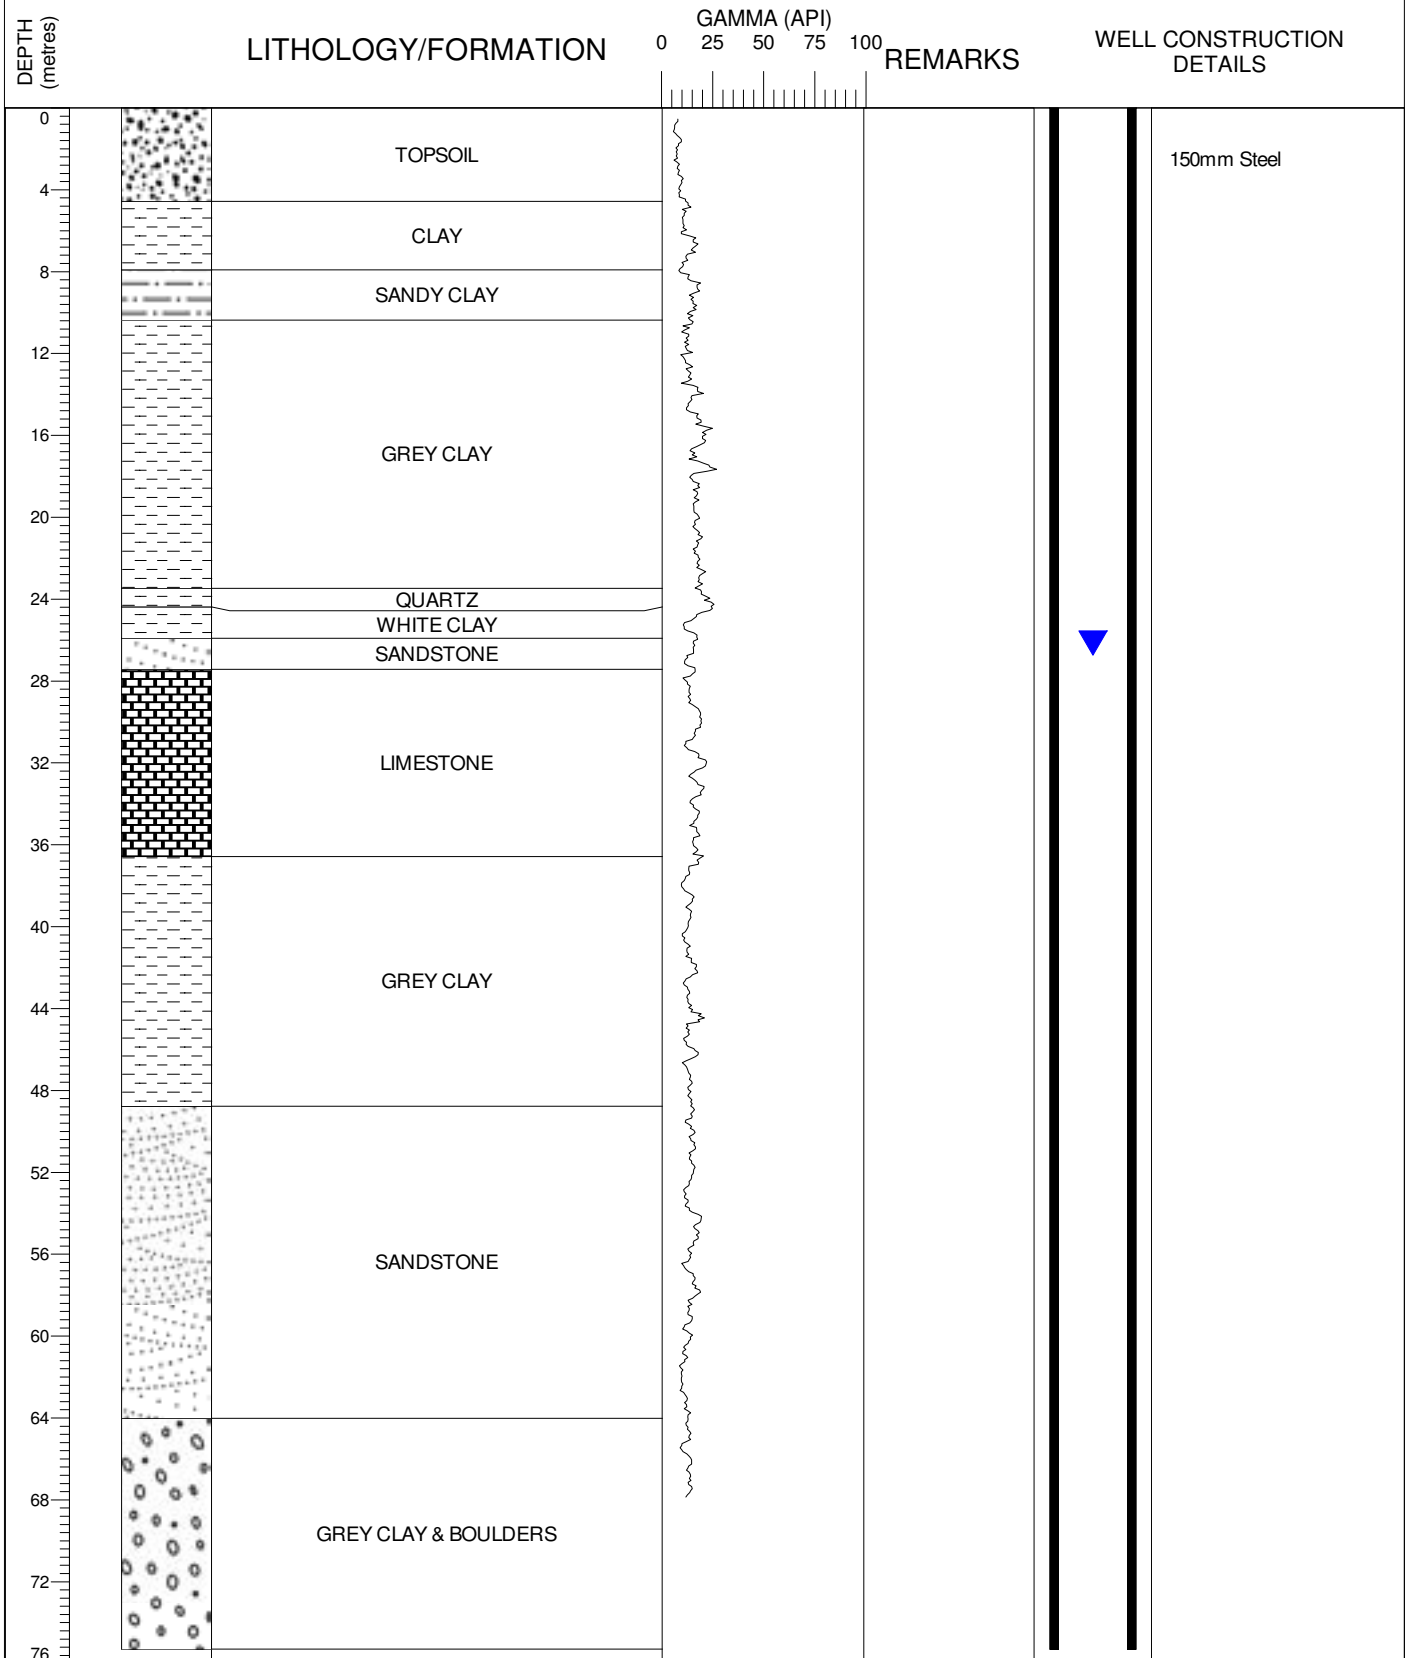 DEPTH
(metres)
LITHOLOGY/FORMATION
GAMMA (API)
0 25 50 75 100
REMARKS
WELL CONSTRUCTION
DETAILS
0
TOPSOIL
150mm Steel
4
CLAY
8
SANDY CLAY
12
16
GREY CLAY
20
24
QUARTZ
WHITE CLAY
SANDSTONE
28
32
LIMESTONE
36
40
GREY CLAY
44
48
52
56
SANDSTONE
60
64
68
GREY CLAY & BOULDERS
72
76